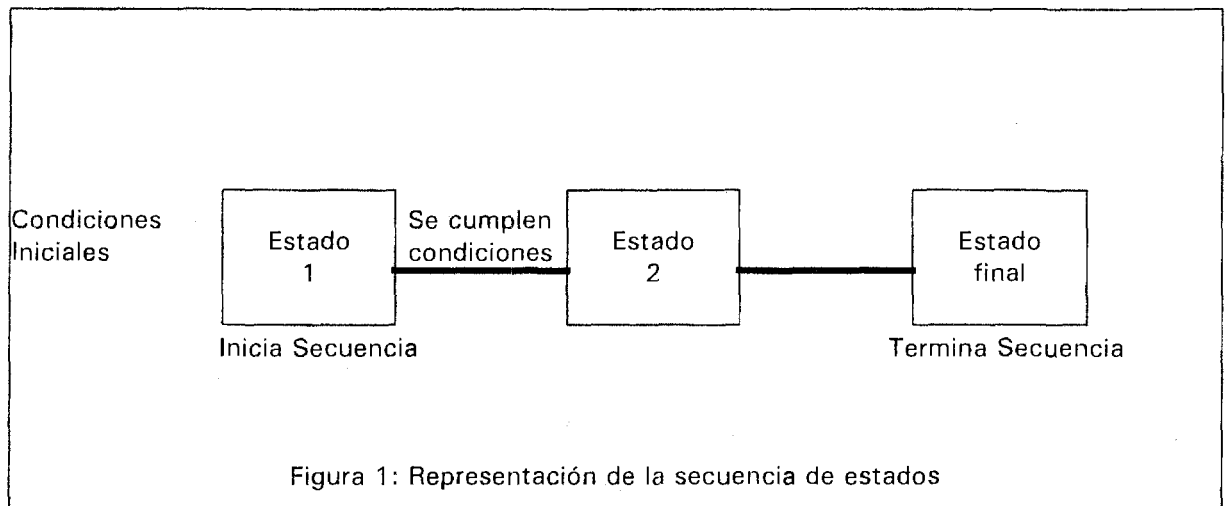 Condiciones
Iniciales
Estado
1
Inicia Secuencia
Se cumplen
condiciones
Estado
2
Estado
final
Termina Secuencia
Figura 1: Representación de la secuencia de estados